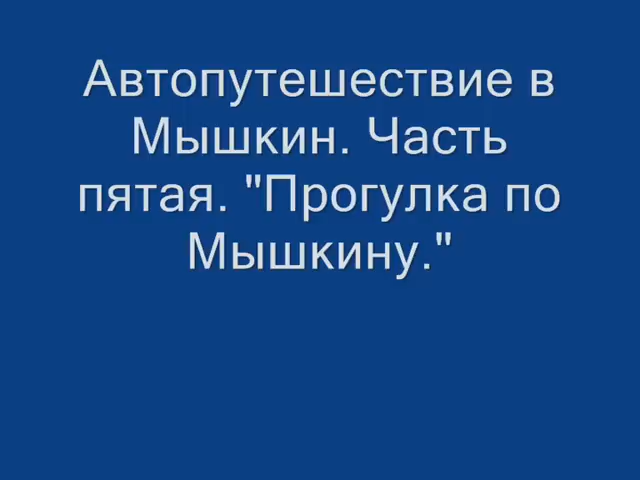 Автопутешествие в
Мышкин. Часть
пятая. "Прогулка по
Мышкину."